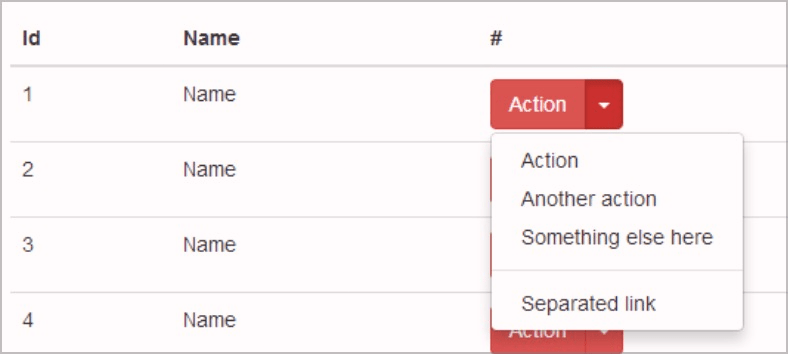 Id Name #
1 Name Action
Action
2 Name
Another action
Something else here
3 Name
Separated link
4 Name Action